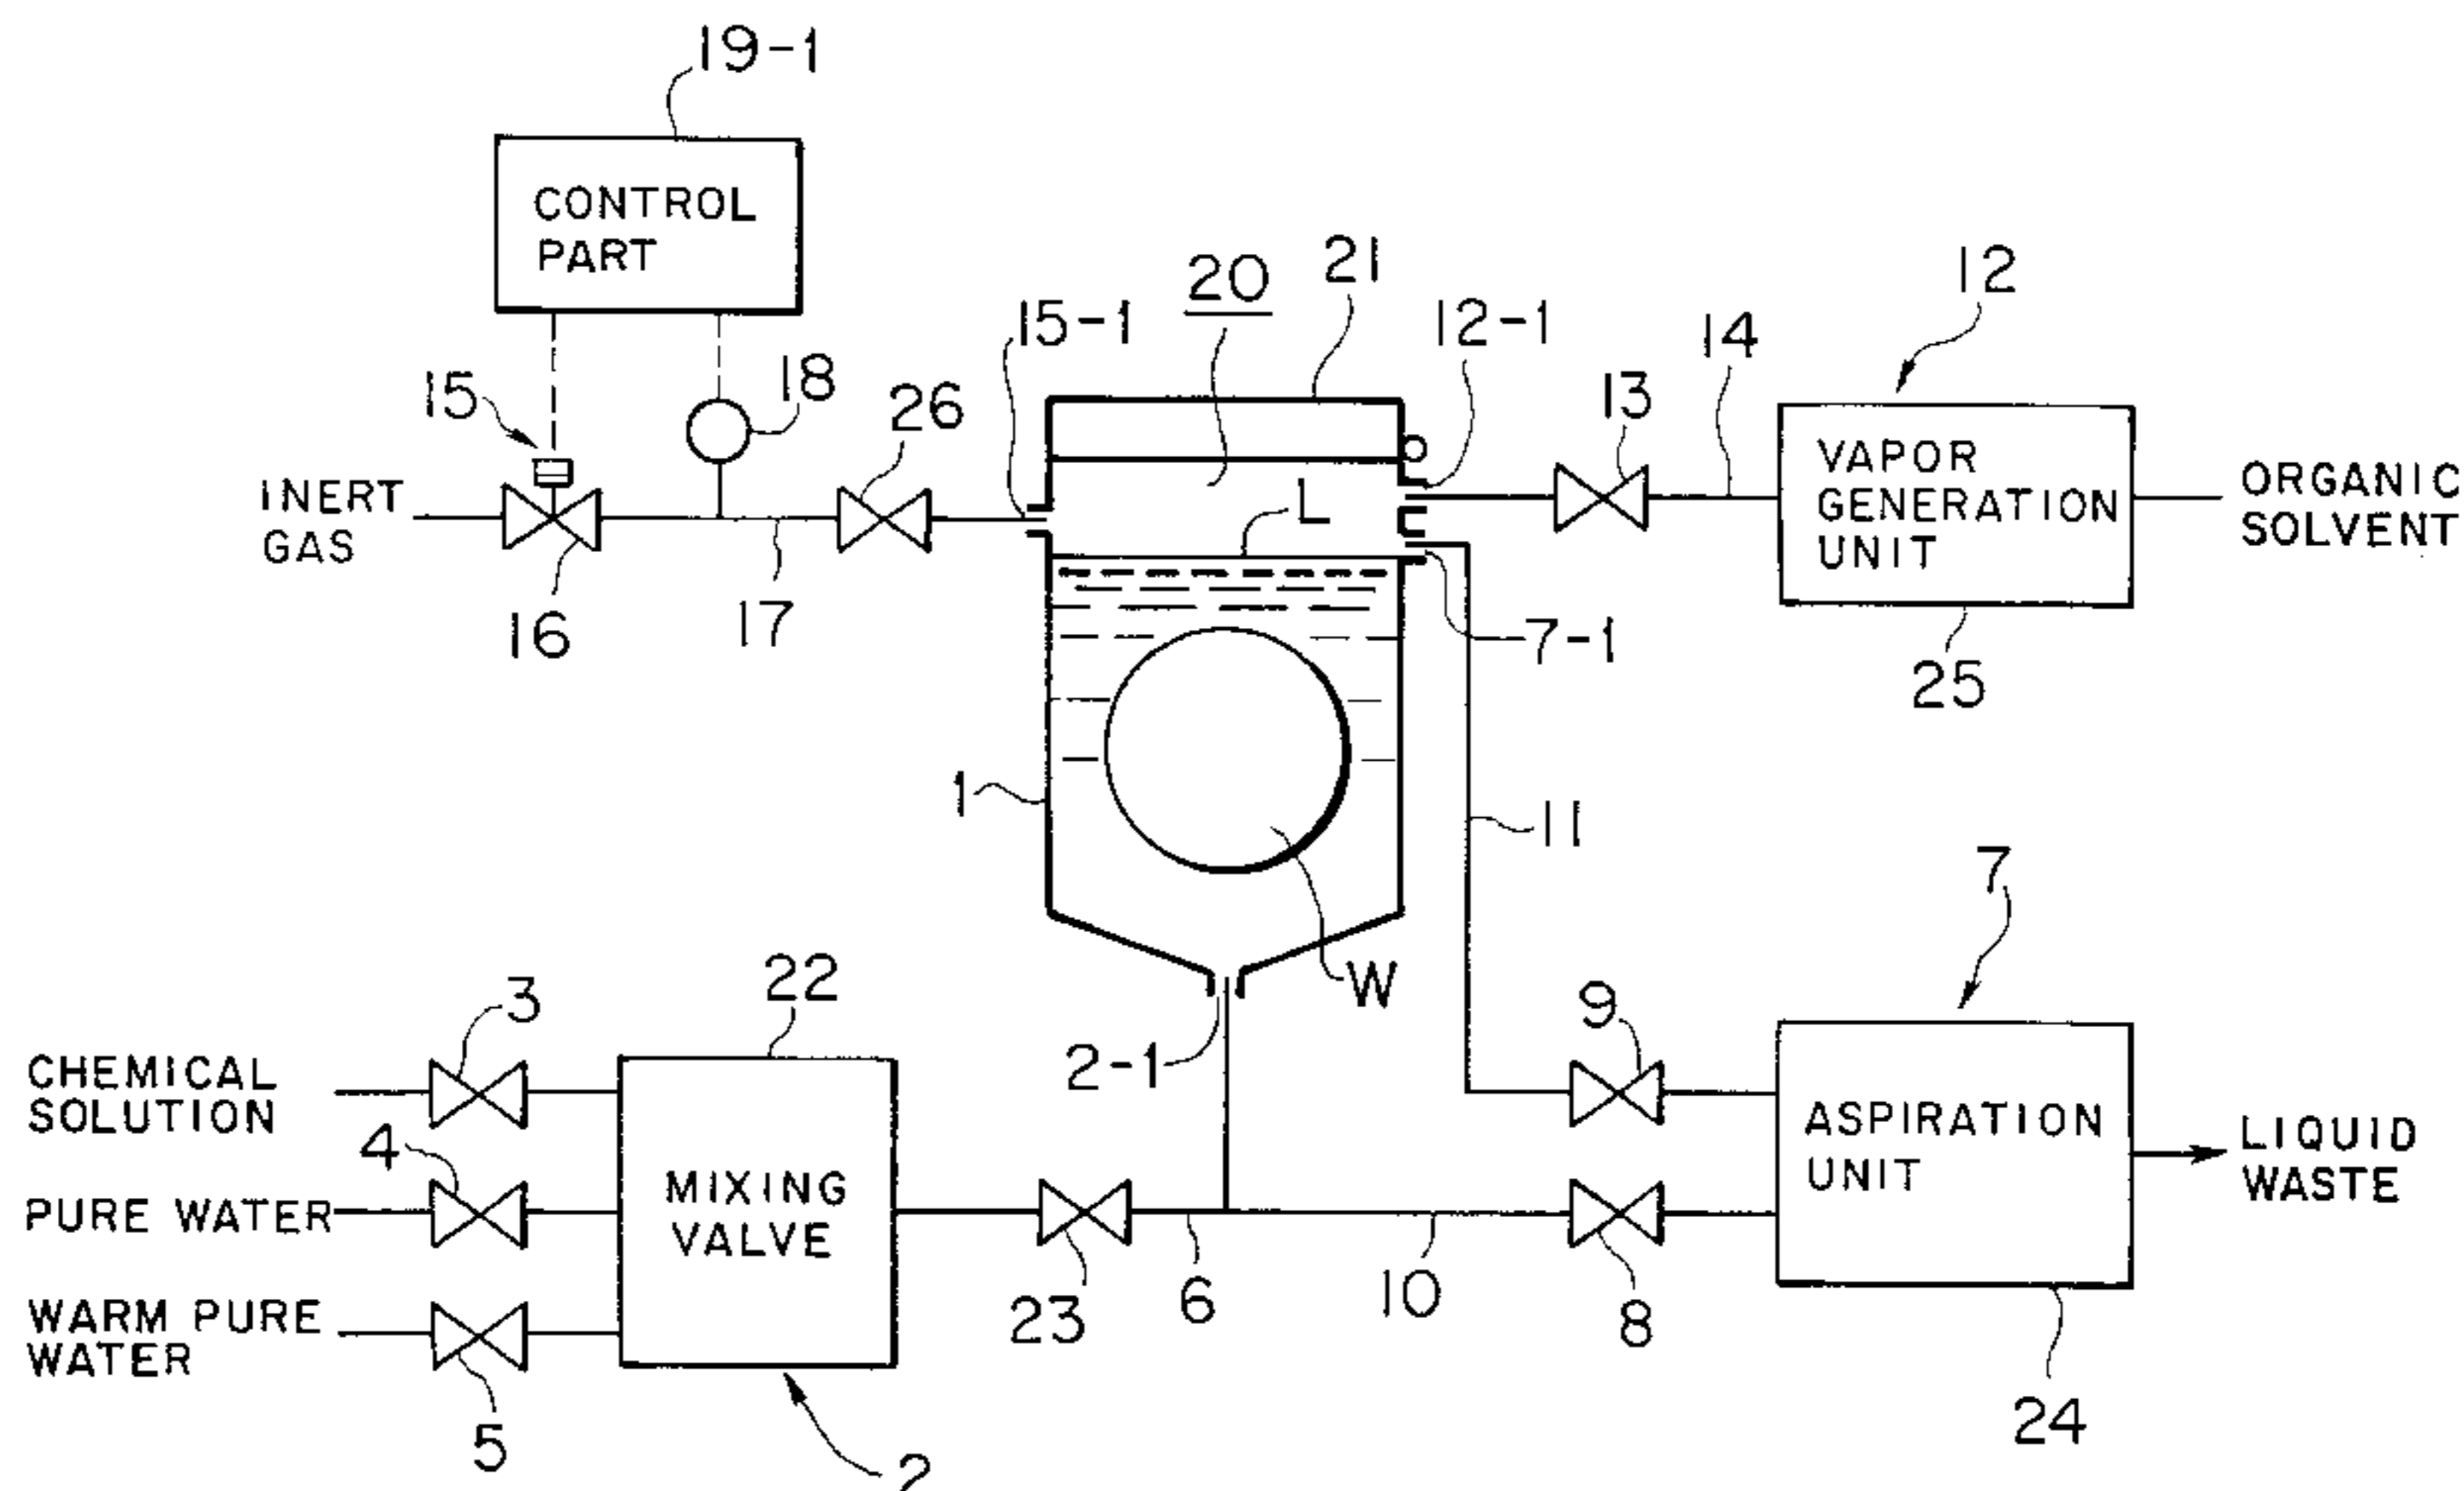 19-1
CONTROL
PART
20
21
12
15-1
12-1
14
15
18
26
13
INERT
GAS
L
VAPOR
GENERATION
UNIT
ORGANIC
SOLVENT
16
17
7-1
25
1
11
7
W
22
3
9
2-1
CHEMICAL
SOLUTION
4
ASPIRATION
UNIT
LIQUID
WASTE
PURE WATER
MIXING
VALVE
23
6
10
8
WARM PURE
WATER
5
24
2